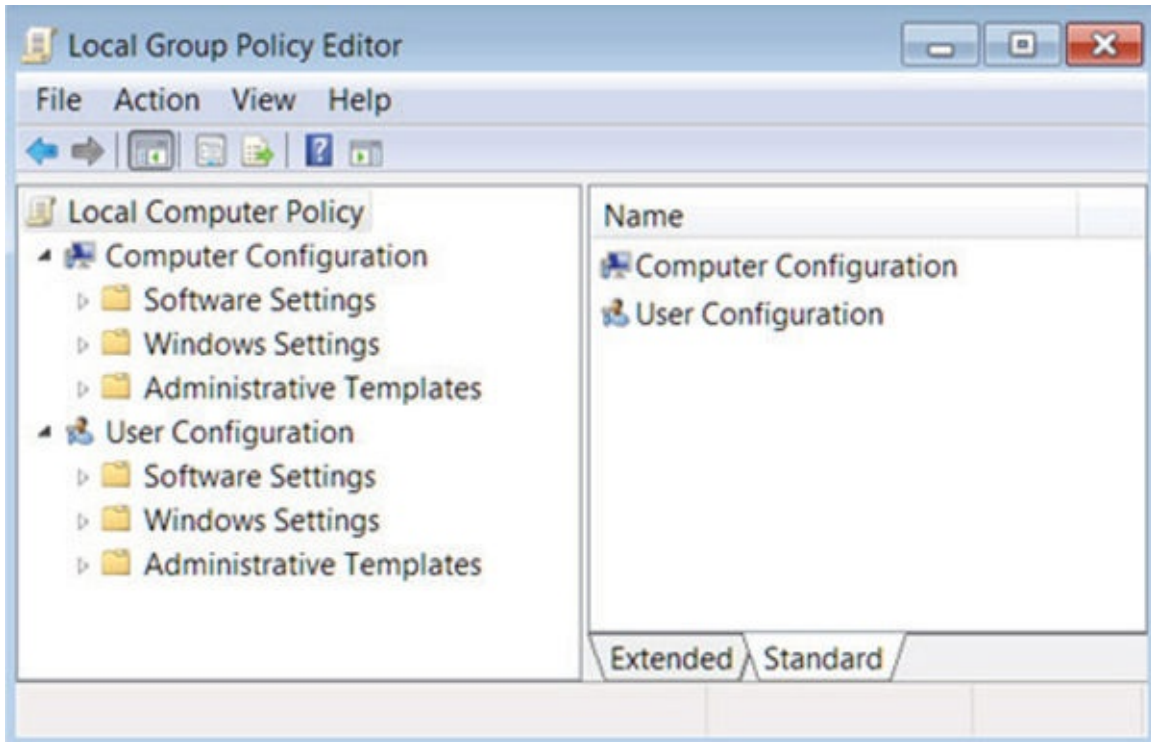 Local Group Policy Editor
File Action View Help
Local Computer Policy
Computer Configuration
Software Settings
Windows Settings
Administrative Templates
User Configuration
Software Settings
Windows Settings
Administrative Templates
Name
Computer Configuration
User Configuration
Extended Standard